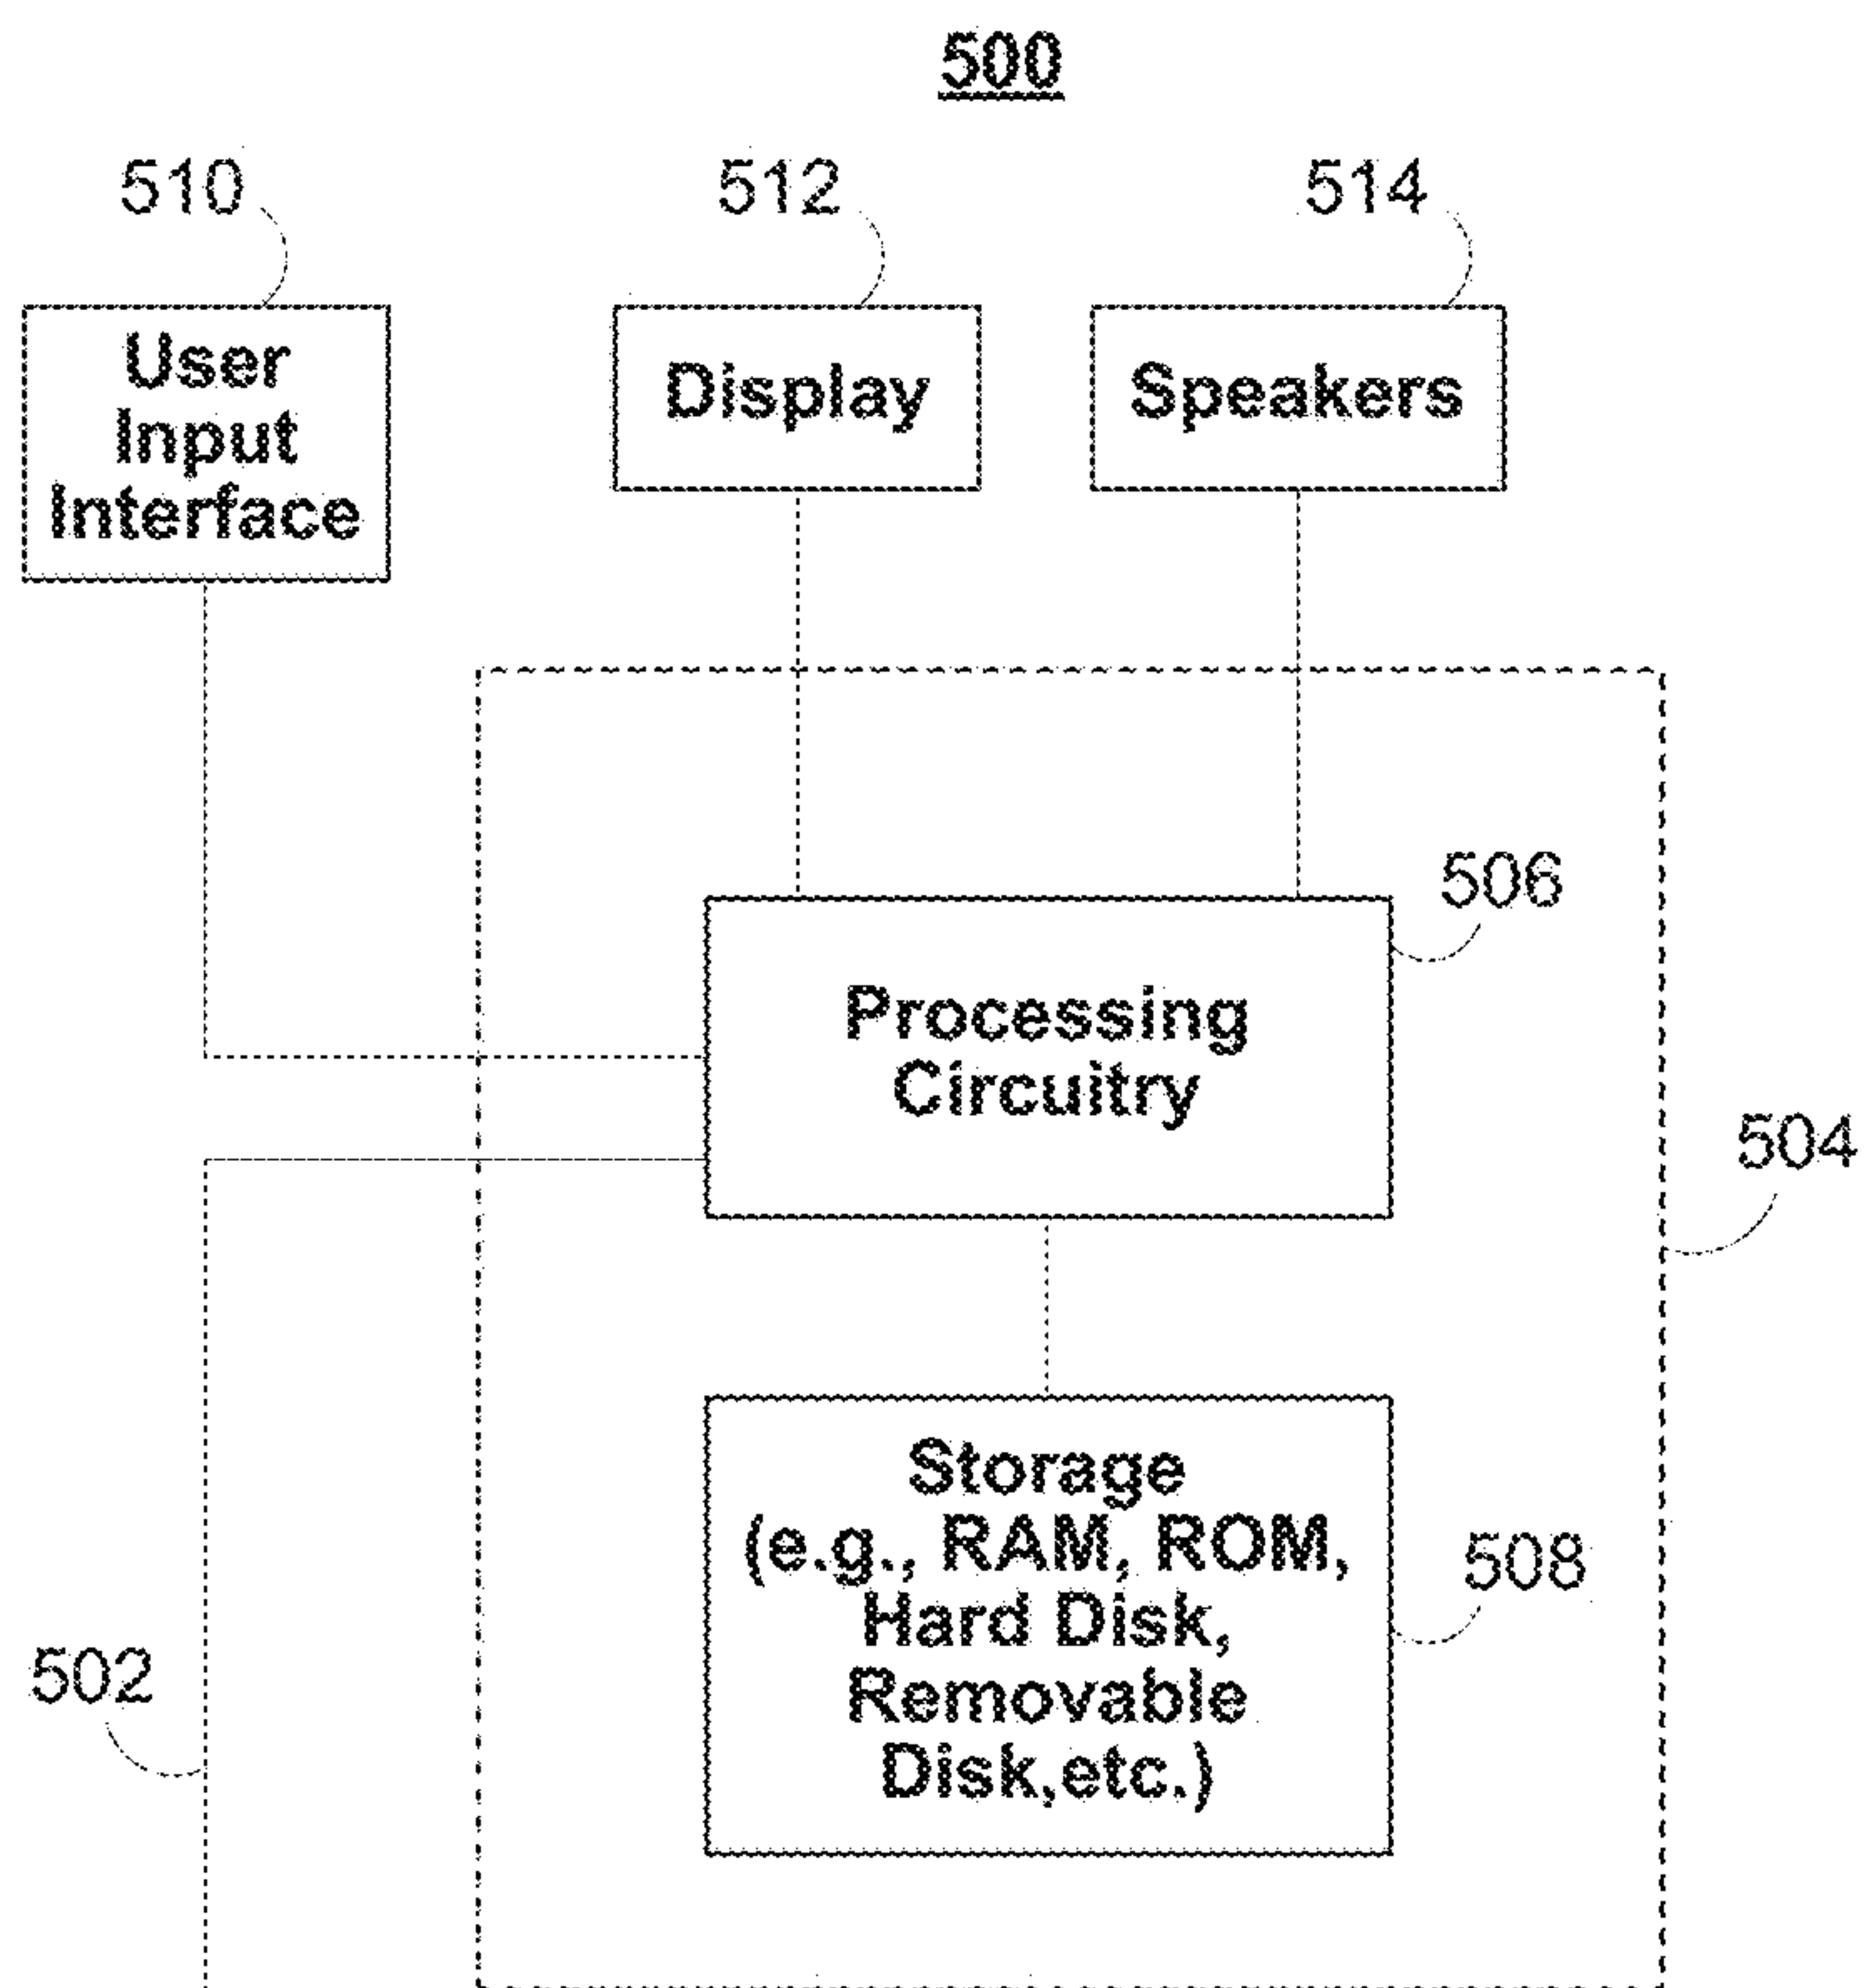 500
510
512
514
User
Input
Interface
Display
Speakers
506
Processing
Circuitry
504
Storage
(e.g., RAM, ROM,
Hard Disk,
Removable
Disk,etc.)
508
502